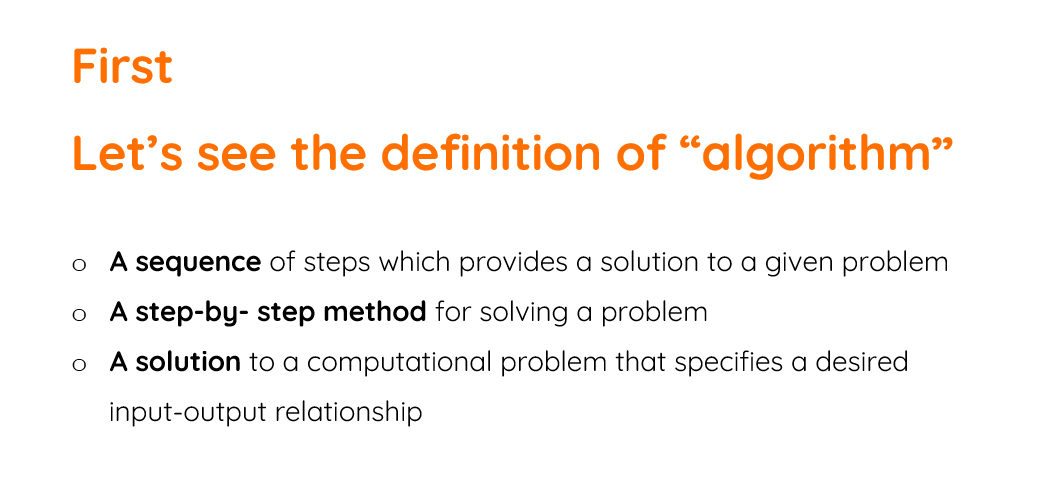 First
Let’s see the definition of “algorithm”
o A sequence of steps which provides a solution to a given problem
o A step-by- step method for solving a problem
o A solution to a computational problem that specifies a desired
input-output relationship